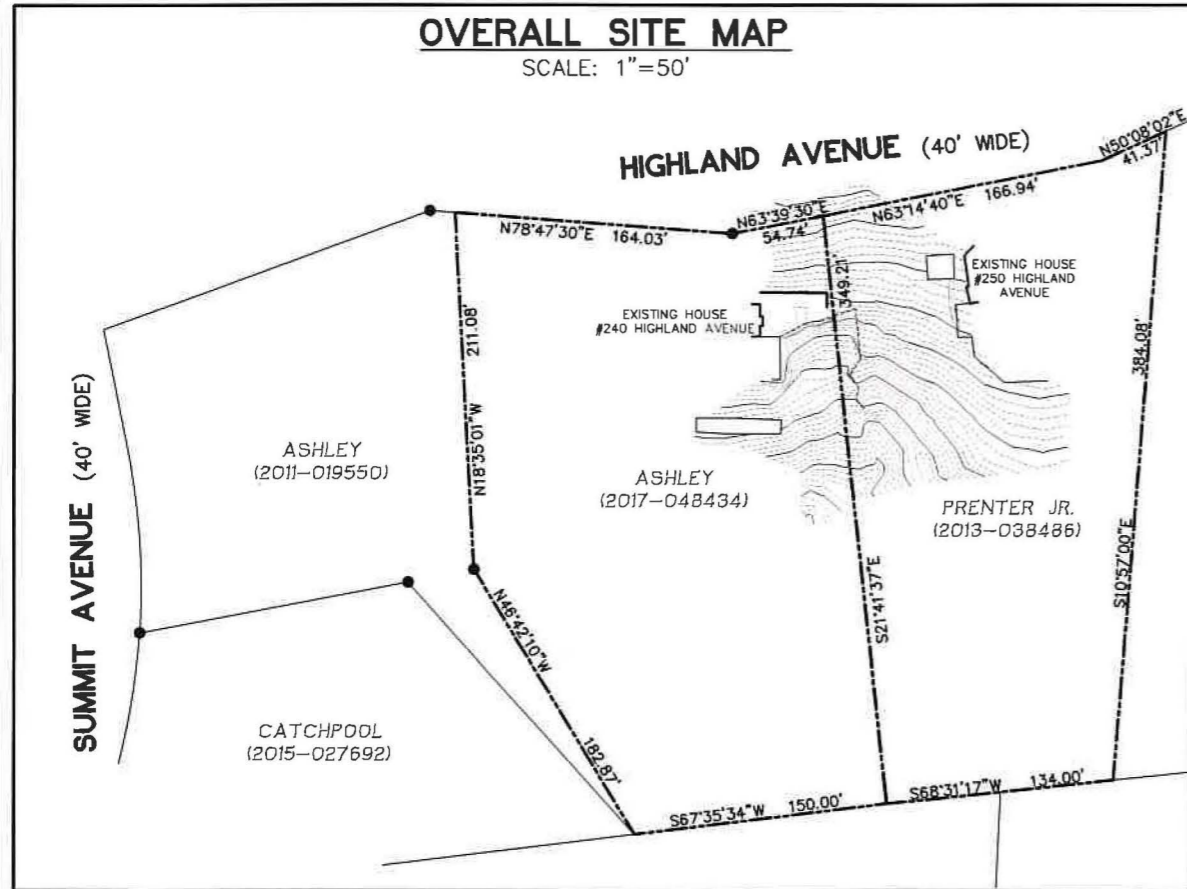 OVERALL SITE MAP
SCALE: 1"=50'
HIGHLAND AVENUE (40' WIDE)
N50°08'02"E
41.37'
N63°39'30"E
54.74'
N63°14'40"E 166.94'
N78°47'30"E 164.03'
EXISTING HOUSE
#250 HIGHLAND
AVENUE
EXISTING HOUSE
#240 HIGHLAND AVENUE
349.21'
211.08'
384.08'
SUMMIT AVENUE (40' WIDE)
ASHLEY
(2011-019550)
N18°35'01"W
ASHLEY
(2017-048434)
PRENTER JR.
(2013-038486)
S10°57'00"E
S21°41'37"E
N46°42'10"W
182.87'
CATCHPOOL
(2015-027692)
S67°35'34"W 150.00'
S68°31'17"W 134.00'